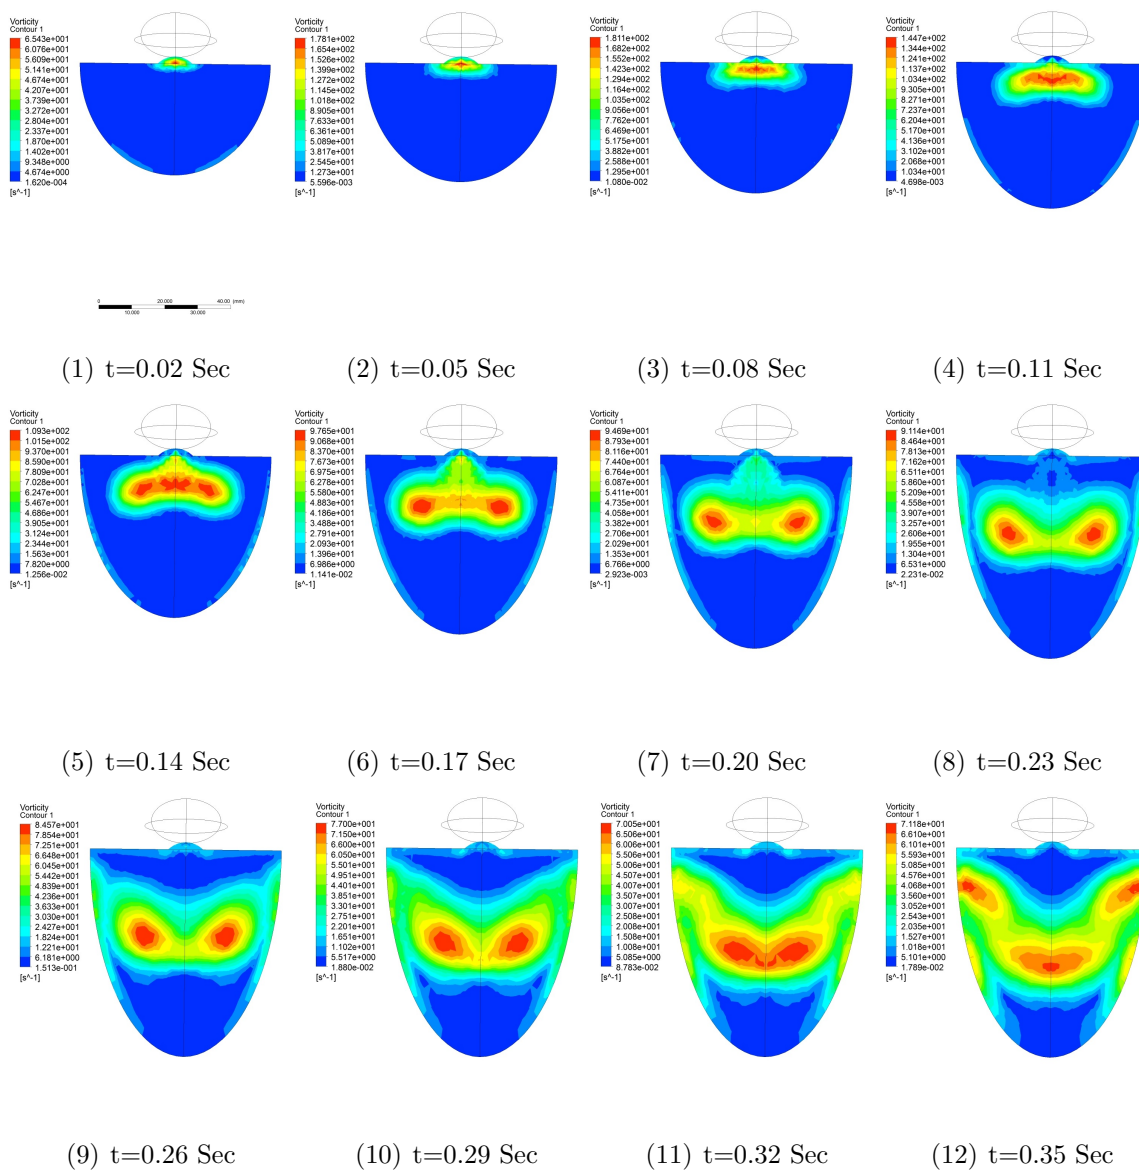 Vorticity
Contour 1
6.543e+001
6.076e+001
5.609e+001
5.141e+001
4.674e+001
4.207e+001
3.739e+001
3.272e+001
2.804e+001
2.337e+001
1.870e+001
1.402e+001
9.348e+000
4.674e+000
1.620e-004
[s^-1]
0 20.000 40.00 (mm)
10.000 30.000
(1) t=0.02 Sec
Vorticity
Contour 1
1.781e+002
1.654e+002
1.526e+002
1.399e+002
1.272e+002
1.145e+002
1.018e+002
8.905e+001
7.633e+001
6.361e+001
5.089e+001
3.817e+001
2.545e+001
1.273e+001
5.596e-003
[s^-1]
(2) t=0.05 Sec
Vorticity
Contour 1
1.811e+002
1.682e+002
1.552e+002
1.423e+002
1.294e+002
1.164e+002
1.035e+002
9.056e+001
7.762e+001
6.469e+001
5.175e+001
3.882e+001
2.588e+001
1.295e+001
1.080e-002
[s^-1]
(3) t=0.08 Sec
Vorticity
Contour 1
1.447e+002
1.344e+002
1.241e+002
1.137e+002
1.034e+002
9.305e+001
8.271e+001
7.237e+001
6.204e+001
5.170e+001
4.136e+001
3.102e+001
2.068e+001
1.034e+001
4.698e-003
[s^-1]
(4) t=0.11 Sec
Vorticity
Contour 1
1.093e+002
1.015e+002
9.370e+001
8.590e+001
7.809e+001
7.028e+001
6.247e+001
5.467e+001
4.686e+001
3.905e+001
3.124e+001
2.344e+001
1.563e+001
7.820e+000
1.256e-002
[s^-1]
(5) t=0.14 Sec
Vorticity
Contour 1
9.765e+001
9.068e+001
8.370e+001
7.673e+001
6.975e+001
6.278e+001
5.580e+001
4.883e+001
4.186e+001
3.488e+001
2.791e+001
2.093e+001
1.396e+001
6.986e+000
1.141e-002
[s^-1]
(6) t=0.17 Sec
Vorticity
Contour 1
9.469e+001
8.793e+001
8.116e+001
7.440e+001
6.764e+001
6.087e+001
5.411e+001
4.735e+001
4.058e+001
3.382e+001
2.706e+001
2.029e+001
1.353e+001
6.766e+000
2.923e-003
[s^-1]
(7) t=0.20 Sec
Vorticity
Contour 1
9.114e+001
8.464e+001
7.813e+001
7.162e+001
6.511e+001
5.860e+001
5.209e+001
4.558e+001
3.907e+001
3.257e+001
2.606e+001
1.955e+001
1.304e+001
6.531e+000
2.231e-002
[s^-1]
(8) t=0.23 Sec
Vorticity
Contour 1
8.457e+001
7.854e+001
7.251e+001
6.648e+001
6.045e+001
5.442e+001
4.839e+001
4.236e+001
3.633e+001
3.030e+001
2.427e+001
1.824e+001
1.221e+001
6.181e+000
1.513e-001
[s^-1]
(9) t=0.26 Sec
Vorticity
Contour 1
7.700e+001
7.150e+001
6.600e+001
6.050e+001
5.501e+001
4.951e+001
4.401e+001
3.851e+001
3.301e+001
2.751e+001
2.201e+001
1.651e+001
1.102e+001
5.517e+000
1.880e-002
[s^-1]
(10) t=0.29 Sec
Vorticity
Contour 1
7.005e+001
6.506e+001
6.006e+001
5.506e+001
5.007e+001
4.507e+001
4.007e+001
3.507e+001
3.007e+001
2.508e+001
2.008e+001
1.508e+001
1.008e+001
5.085e+000
8.783e-002
[s^-1]
(11) t=0.32 Sec
Vorticity
Contour 1
7.118e+001
6.610e+001
6.101e+001
5.593e+001
5.085e+001
4.576e+001
4.068e+001
3.560e+001
3.052e+001
2.543e+001
2.035e+001
1.527e+001
1.018e+001
5.101e+000
1.789e-002
[s^-1]
(12) t=0.35 Sec